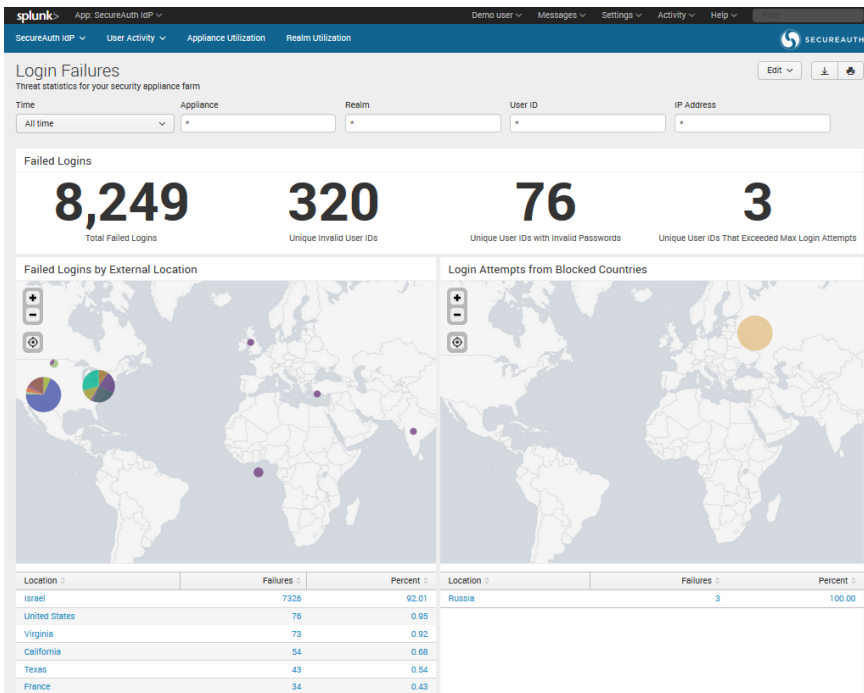 splunk> App: SecureAuth IdP Demo user Messages Settings Activity Help
SecureAuth IdP User Activity Appliance Utilization Realm Utilization SECUREAUTH
Login Failures Edit
Threat statistics for your security appliance farm
Time Appliance Realm User ID IP Address
All time * * * *
Failed Logins
8,249 320 76 3
Total Failed Logins Unique Invalid User IDs Unique User IDs with Invalid Passwords Unique User IDs That Exceeded Max Login Attempts
Failed Logins by External Location Login Attempts from Blocked Countries
+ +
− −
Location Failures Percent Location Failures Percent
Israel 7326 92.01 Russia 3 100.00
United States 76 0.95
Virginia 73 0.92
California 54 0.68
Texas 43 0.54
France 34 0.43